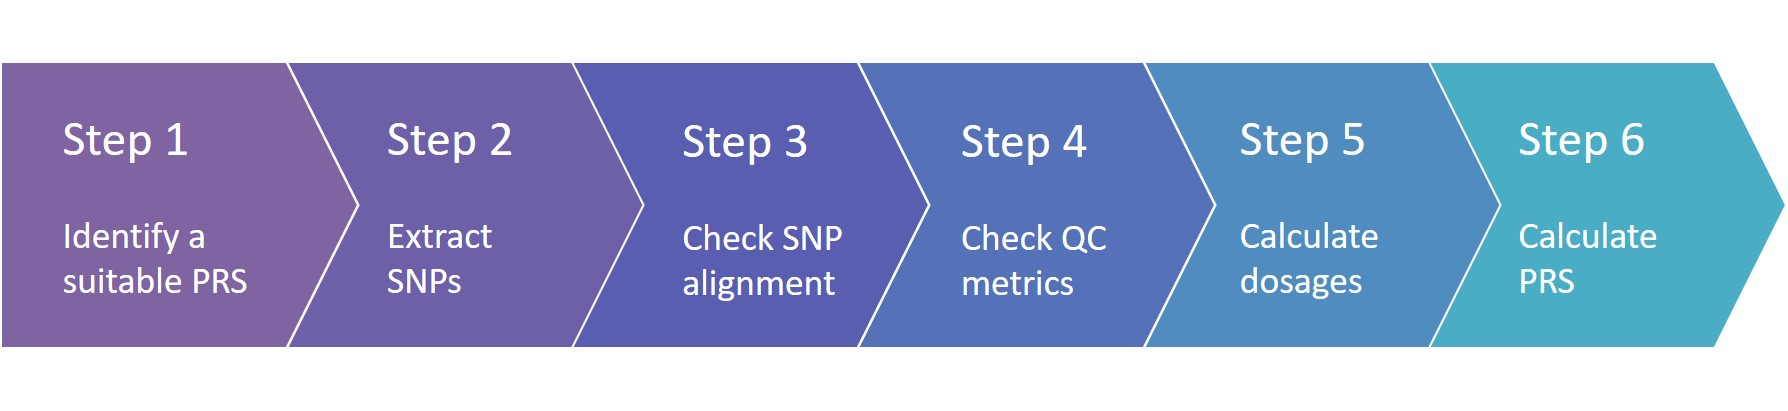 Step 1
Identify a
suitable PRS
Step 2
Extract
SNPs
Step 3
Check SNP
alignment
Step 4
Check QC
metrics
Step 5
Calculate
dosages
Step 6
Calculate
PRS